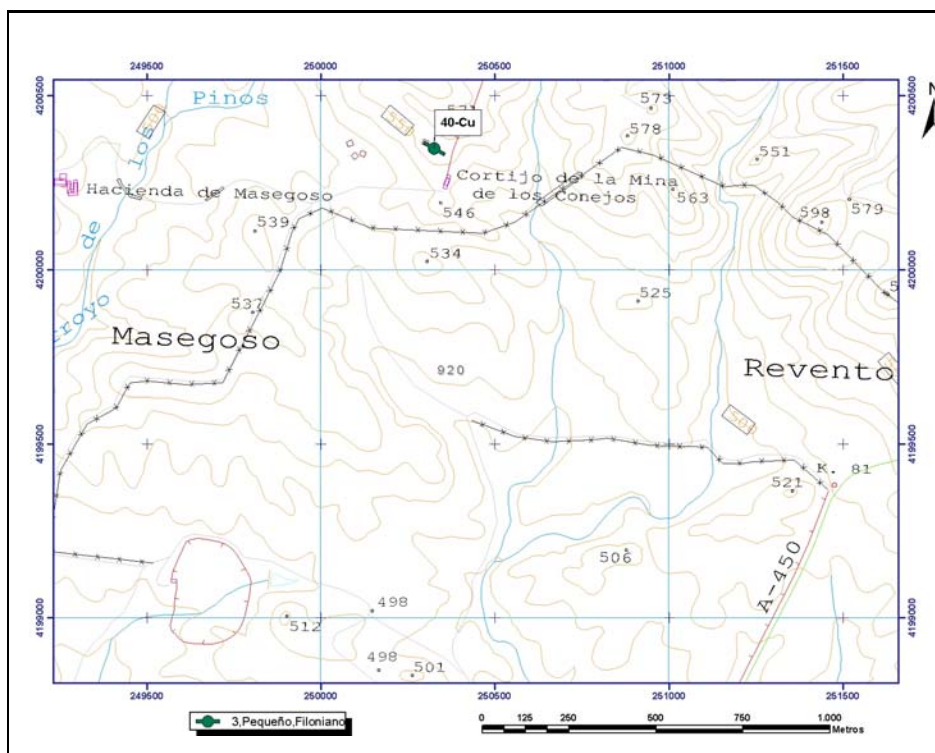 249500 250000 250500 251000 251500
4200500
N
Pinos
los
573
578
40-Cu
551
Cortijo de la Mina
de los Conejos
Hacienda de Masegoso
563
546
598
579
539
de
534
4200000 4200000
525
537
Masegoso
920
Revento
4199500 4199500
K. 81
521
506
A-450
498
4199000 4199000
512
498
501
249500 250000 250500 251000 251500
3,Pequeño,Filoniano
0 125 250 500 750 1.000
Metros